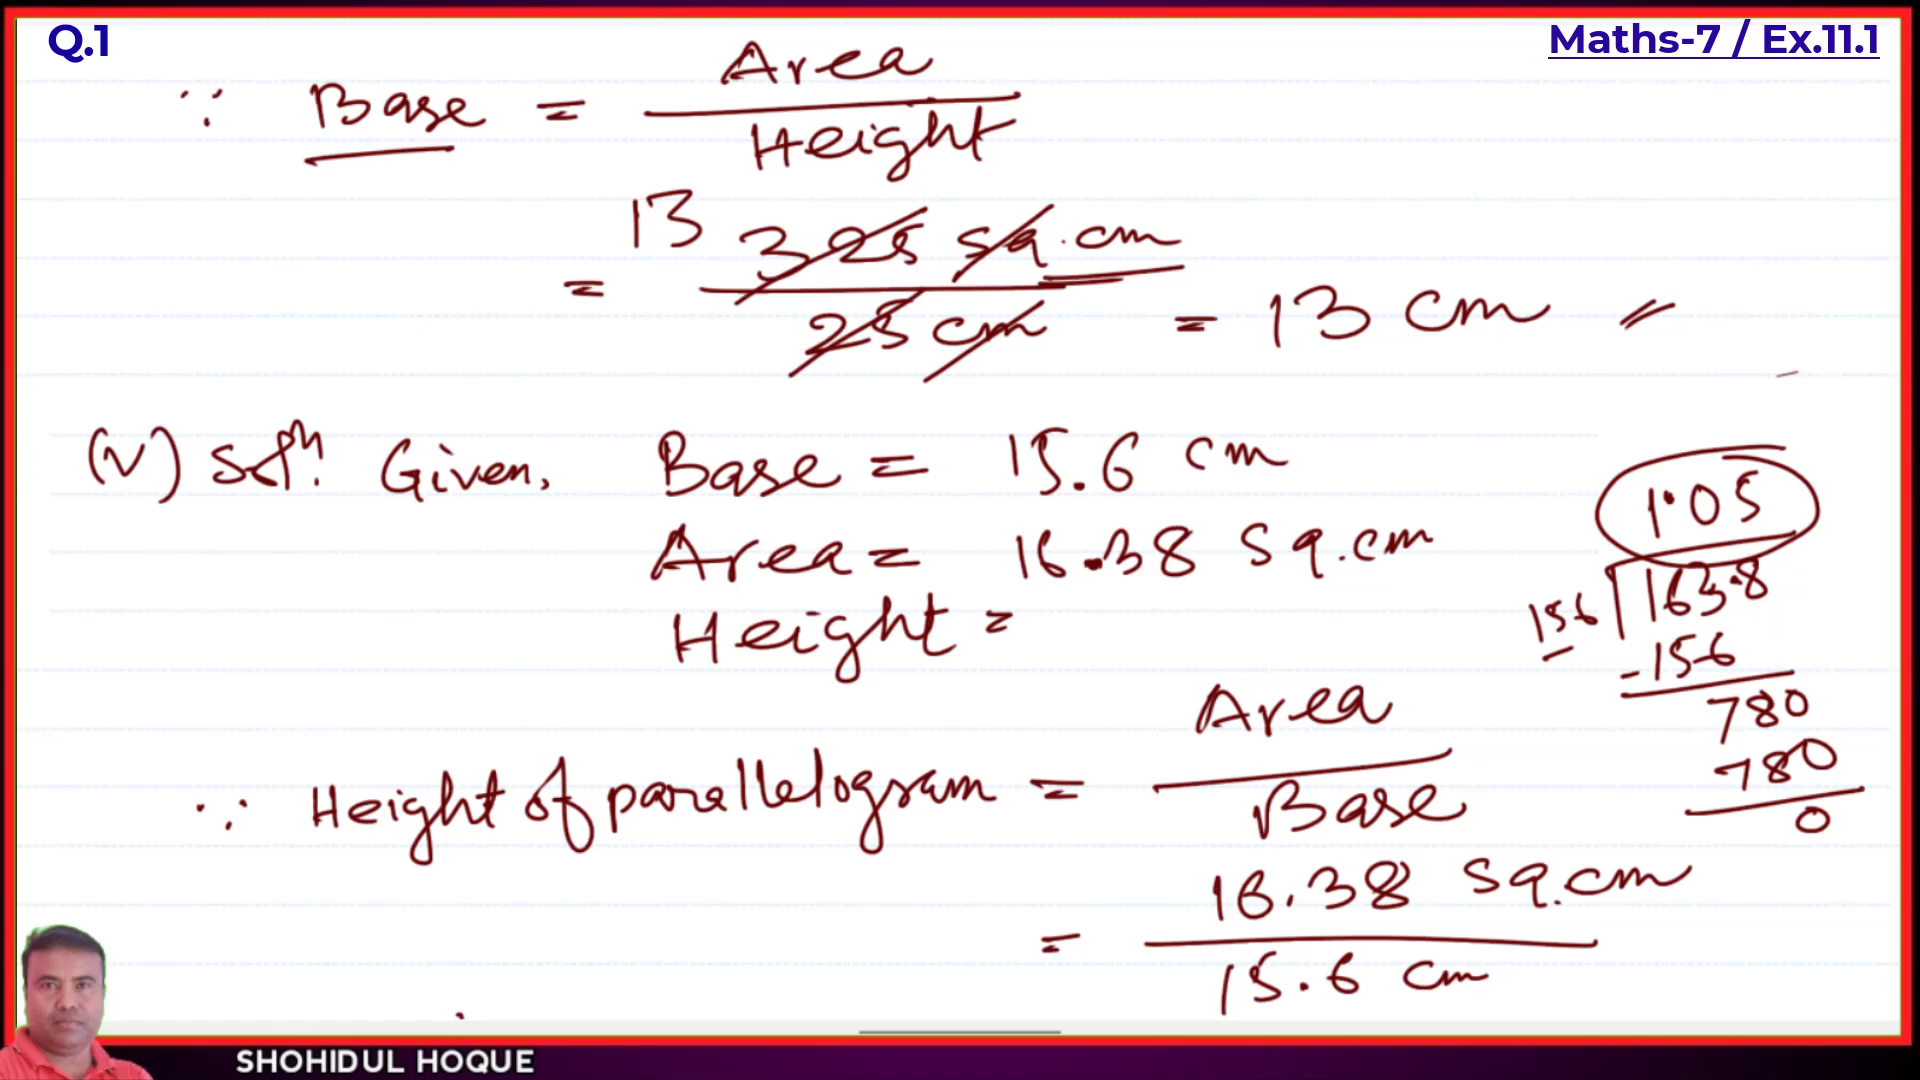 Q.1
Maths-7 / Ex.11.1
∵ Base = Area / Height
13
= 325 sq.cm / 25 cm = 13 cm
(V) Solⁿ: Given, Base = 15.6 cm
Area = 16.38 Sq.cm
Height =
1.05
156 163.8
-156
780
780
0
∵ Height of parallelogram = Area / Base
= 16.38 Sq.cm / 15.6 cm
SHOHIDUL HOQUE